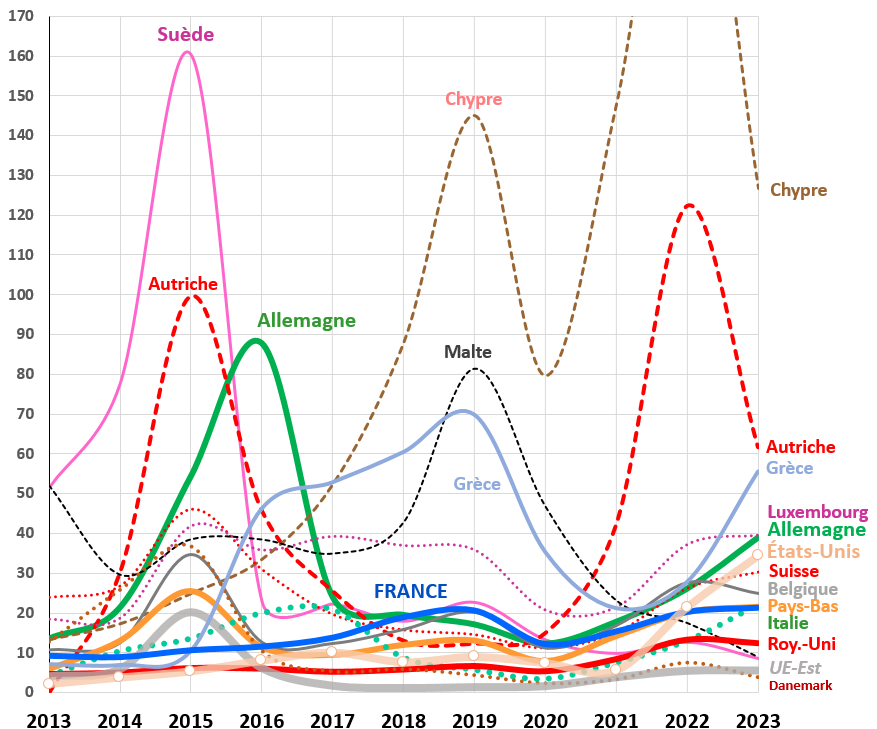 170
160
150
140
130
120
110
100
90
80
70
60
50
40
30
20
10
0
Suède
Chypre
Chypre
Autriche
Allemagne
Malte
Grèce
FRANCE
Autriche
Grèce
Luxembourg
Allemagne
États-Unis
Suisse
Belgique
Pays-Bas
Italie
Roy.-Uni
UE-Est
Danemark
2013 2014 2015 2016 2017 2018 2019 2020 2021 2022 2023